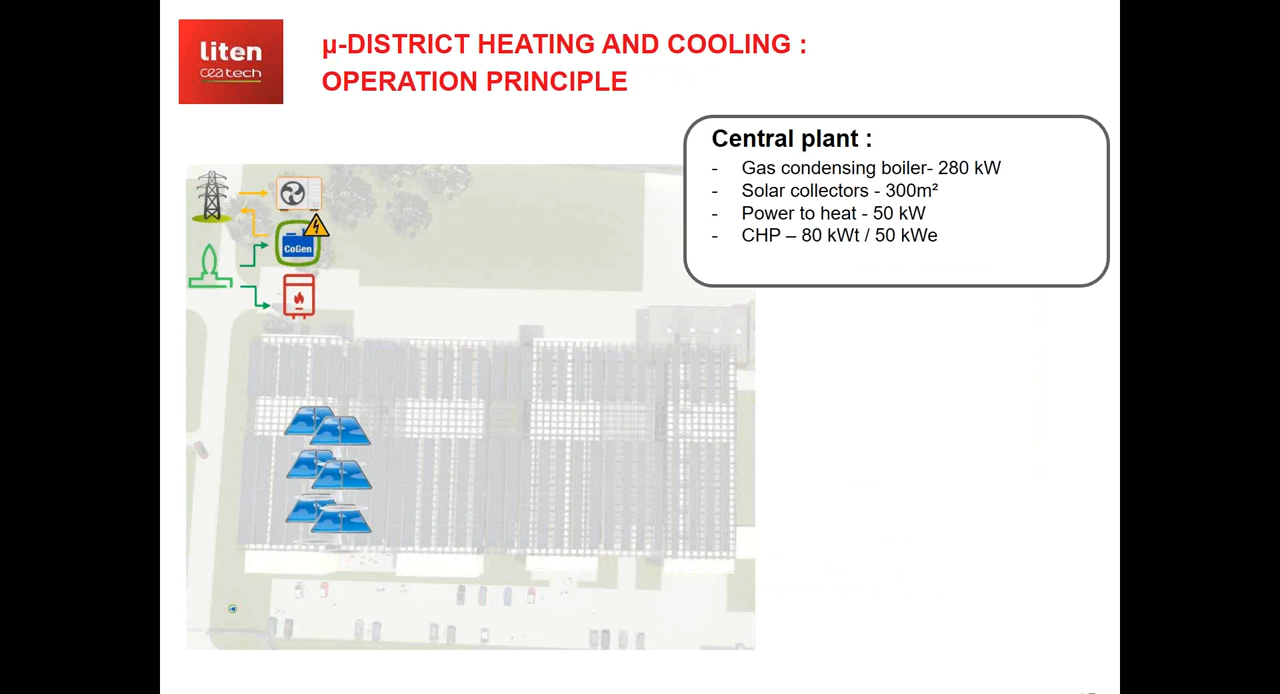 liten
ceatech
µ-DISTRICT HEATING AND COOLING :
OPERATION PRINCIPLE
Central plant :
- Gas condensing boiler- 280 kW
- Solar collectors - 300m²
- Power to heat - 50 kW
- CHP – 80 kWt / 50 kWe
CoGen